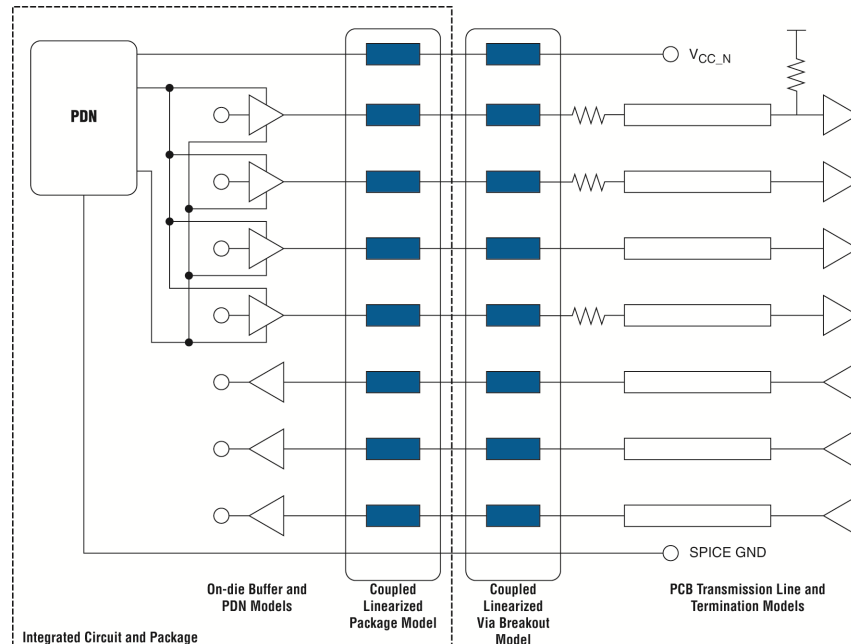 PDN
V_CC_N
SPICE GND
On-die Buffer and
PDN Models
Coupled
Linearized
Package Model
Coupled
Linearized
Via Breakout
Model
PCB Transmission Line and
Termination Models
Integrated Circuit and Package